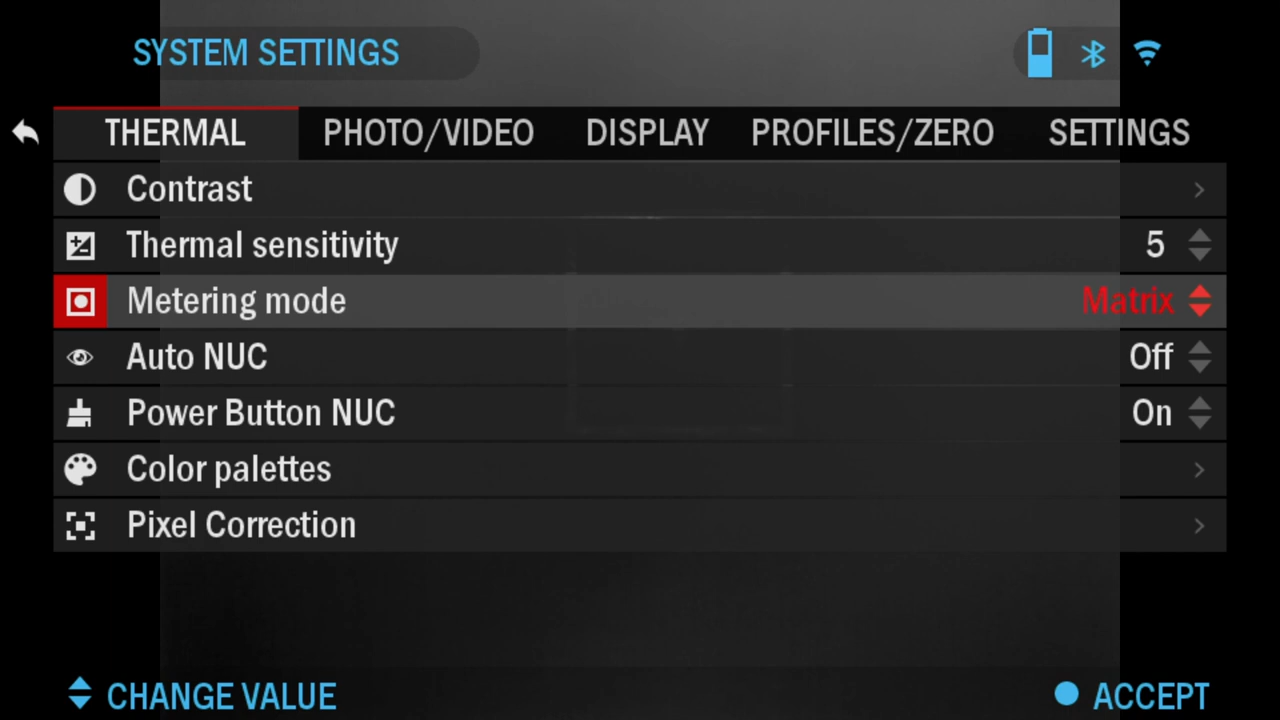 SYSTEM SETTINGS
THERMAL PHOTO/VIDEO DISPLAY PROFILES/ZERO SETTINGS
Contrast
Thermal sensitivity 5
Metering mode Matrix
Auto NUC Off
Power Button NUC On
Color palettes
Pixel Correction
CHANGE VALUE ACCEPT